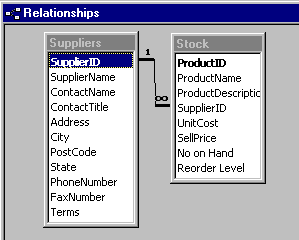 Relationships
Suppliers
SupplierID
SupplierName
ContactName
ContactTitle
Address
City
PostCode
State
PhoneNumber
FaxNumber
Terms
1
∞
Stock
ProductID
ProductName
ProductDescriptio
SupplierID
UnitCost
SellPrice
No on Hand
Reorder Level